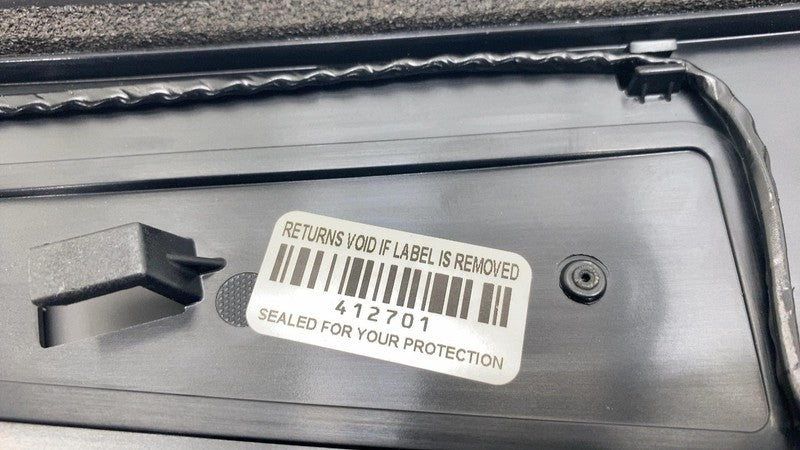 RETURNS VOID IF LABEL IS REMOVED
412701
SEALED FOR YOUR PROTECTION